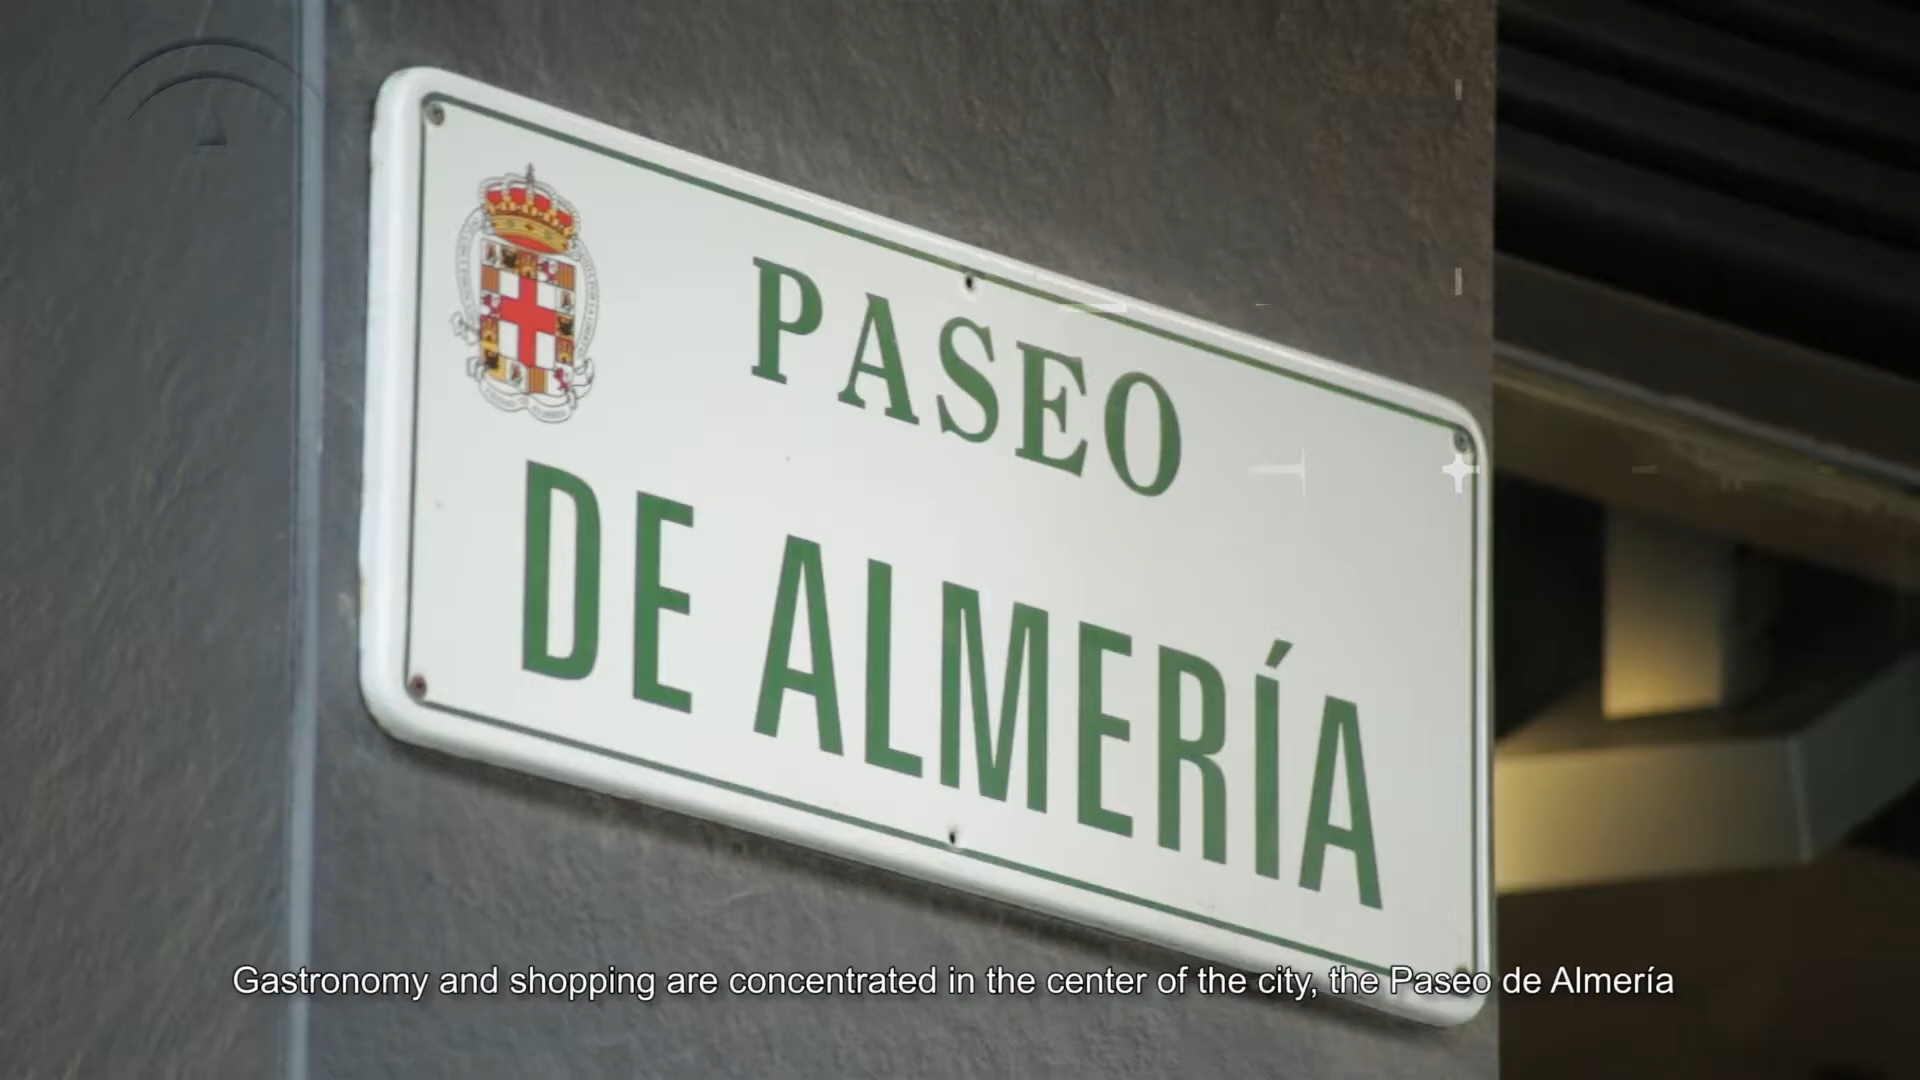 PASEO
DE ALMERÍA
Gastronomy and shopping are concentrated in the center of the city, the Paseo de Almería